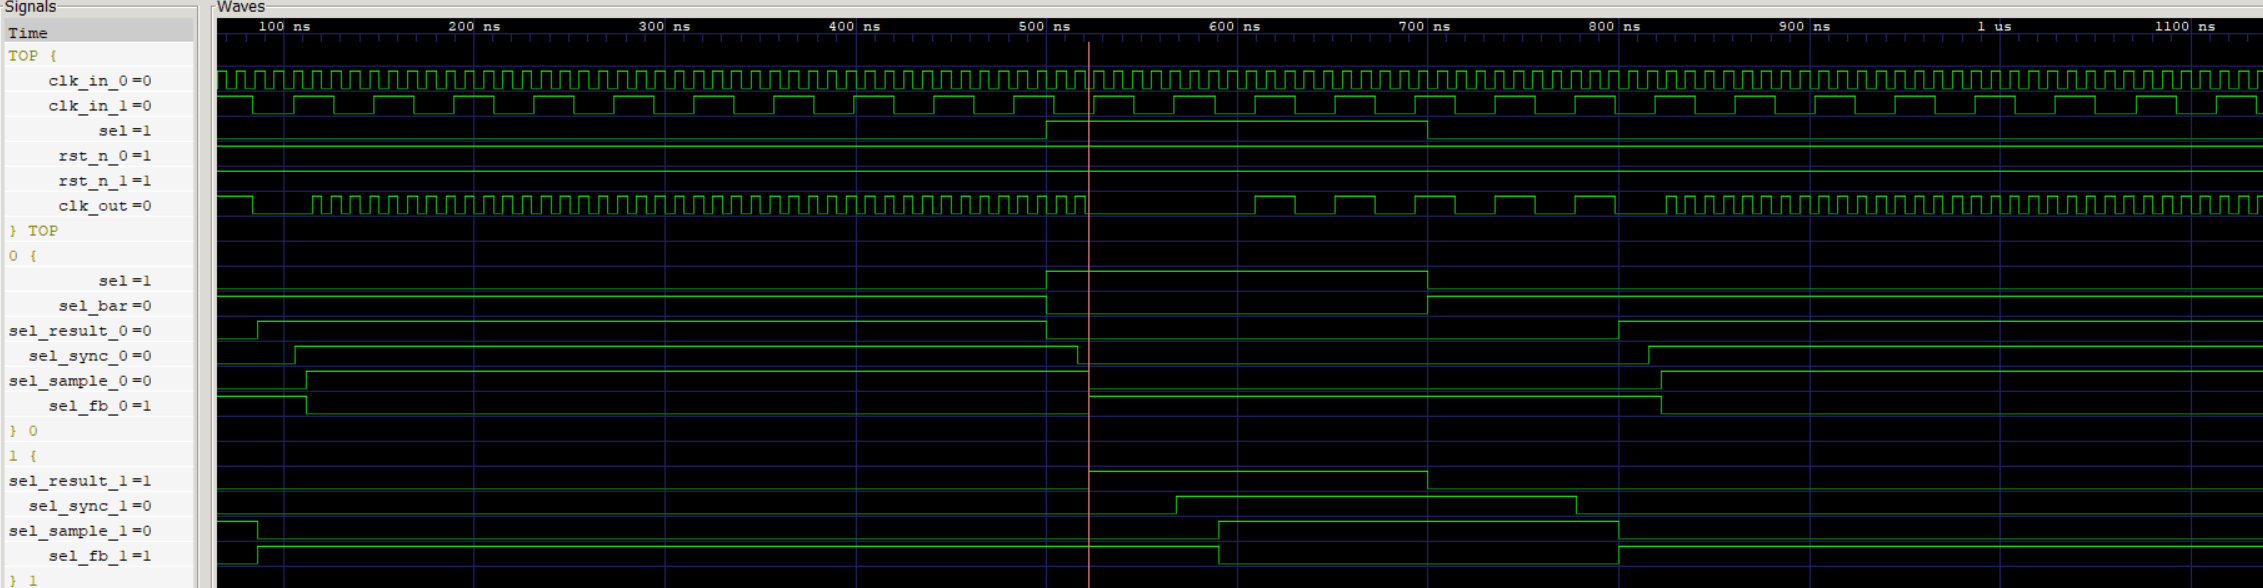 Signals
Waves
Time
100 ns 200 ns 300 ns 400 ns 500 ns 600 ns 700 ns 800 ns 900 ns 1 us 1100 ns
TOP {
clk_in_0=0
clk_in_1=0
sel=1
rst_n_0=1
rst_n_1=1
clk_out=0
} TOP
0 {
sel=1
sel_bar=0
sel_result_0=0
sel_sync_0=0
sel_sample_0=0
sel_fb_0=1
} 0
1 {
sel_result_1=1
sel_sync_1=0
sel_sample_1=0
sel_fb_1=1
} 1